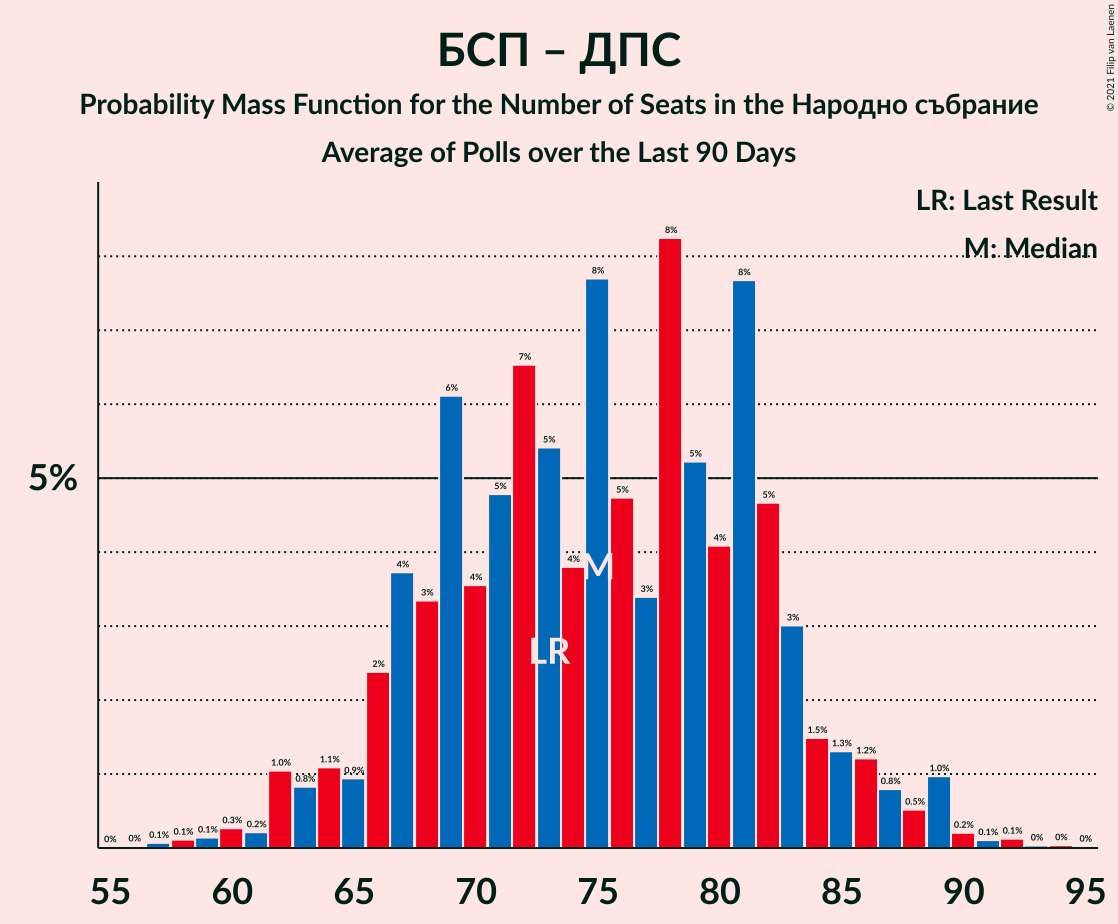 БСП – ДПС
Probability Mass Function for the Number of Seats in the Народно събрание
Average of Polls over the Last 90 Days
© 2021 Filip van Laenen
LR: Last Result
M: Median
5%
0% 0% 0.1% 0.1% 0.1% 0.3% 0.2% 1.0% 0.8% 1.1% 0.9% 2% 4% 3% 6% 4% 5% 7% 5% 4% 8% 5% 3% 8% 5% 4% 8% 5% 3% 1.5% 1.3% 1.2% 0.8% 0.5% 1.0% 0.2% 0.1% 0.1% 0% 0% 0%
M
LR
55 60 65 70 75 80 85 90 95